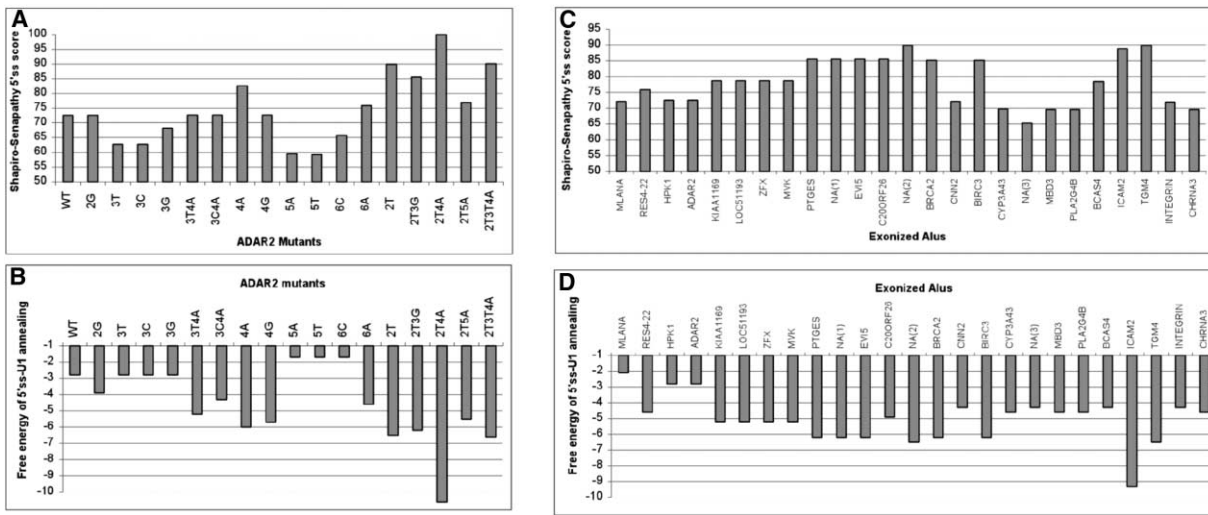 A
Shapiro-Senapathy 5'ss score
100
95
90
85
80
75
70
65
60
55
50
WT
2G
3T
3C
3G
3T4A
3C4A
4A
4G
5A
5T
6C
6A
2T
2T3G
2T4A
2T5A
2T3T4A
ADAR2 Mutants
B
ADAR2 mutants
WT
2G
3T
3C
3G
3T4A
3C4A
4A
4G
5A
5T
6C
6A
2T
2T3G
2T4A
2T5A
2T3T4A
Free energy of 5'ss-U1 annealing
-1
-2
-3
-4
-5
-6
-7
-8
-9
-10
C
Shapiro-Senapathy 5'ss score
95
90
85
80
75
70
65
60
55
50
MLANA
RES4-22
HPK1
ADAR2
KIAA1169
LOC51193
ZFX
MVK
PTGES
NA(1)
EVI5
C20ORF26
NA(2)
BRCA2
CNN2
BIRC3
CYP3A43
NA(3)
MBD3
PLA2G4B
BCAS4
ICAM2
TGM4
INTEGRIN
CHRNA3
Exonized Alus
D
Exonized Alus
MLANA
RES4-22
HPK1
ADAR2
KIAA1169
LOC51193
ZFX
MVK
PTGES
NA(1)
EVI5
C20ORF26
NA(2)
BRCA2
CNN2
BIRC3
CYP3A43
NA(3)
MBD3
PLA2G4B
BCAS4
ICAM2
TGM4
INTEGRIN
CHRNA3
Free energy of 5'ss-U1 annealing
-1
-2
-3
-4
-5
-6
-7
-8
-9
-10